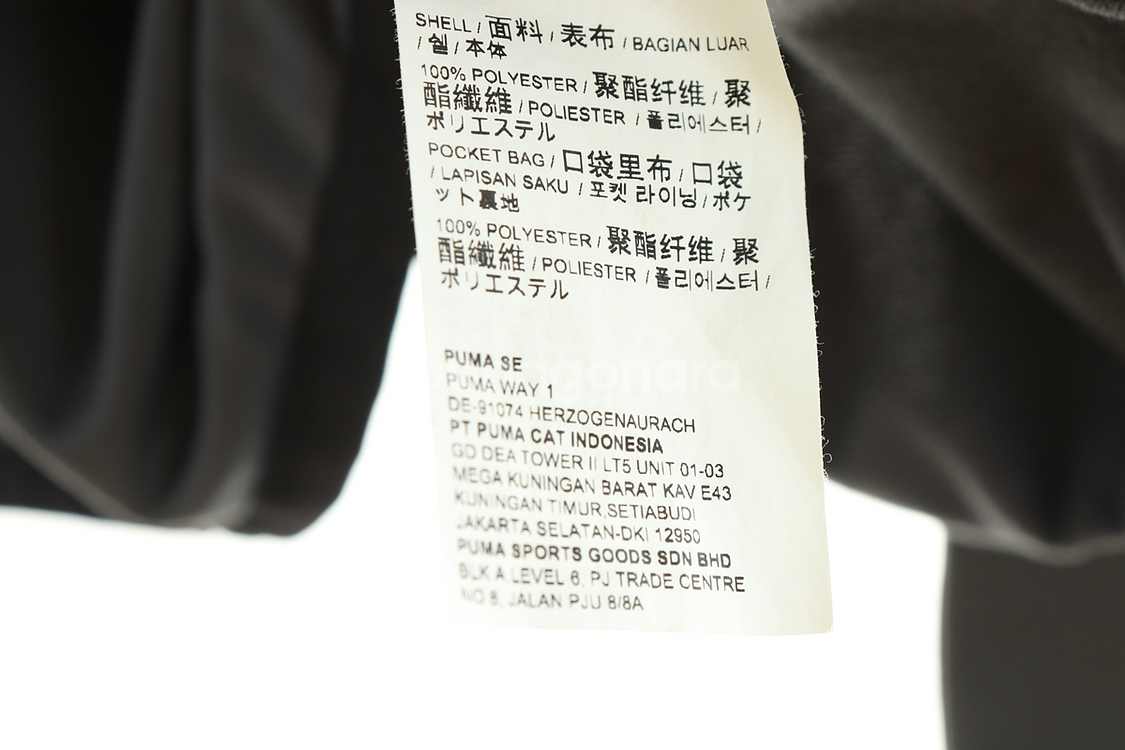 SHELL / 面料 / 表布 / BAGIAN LUAR
/ 쉘 / 本体
100% POLYESTER / 聚酯纤维 / 聚
酯纖維 / POLIESTER / 폴리에스터 /
ポリエステル
POCKET BAG / 口袋里布 / 口袋
/ LAPISAN SAKU / 포켓 라이닝 / ポケ
ット裏地
100% POLYESTER / 聚酯纤维 / 聚
酯纖維 / POLIESTER / 폴리에스터 /
ポリエステル
PUMA SE
PUMA WAY 1
DE-91074 HERZOGENAURACH
PT PUMA CAT INDONESIA
GD DEA TOWER II LT5 UNIT 01-03
MEGA KUNINGAN BARAT KAV E43
KUNINGAN TIMUR,SETIABUDI
JAKARTA SELATAN-DKI 12950
PUMA SPORTS GOODS SDN BHD
BLK A LEVEL 6, PJ TRADE CENTRE
NO 8, JALAN PJU 8/8A